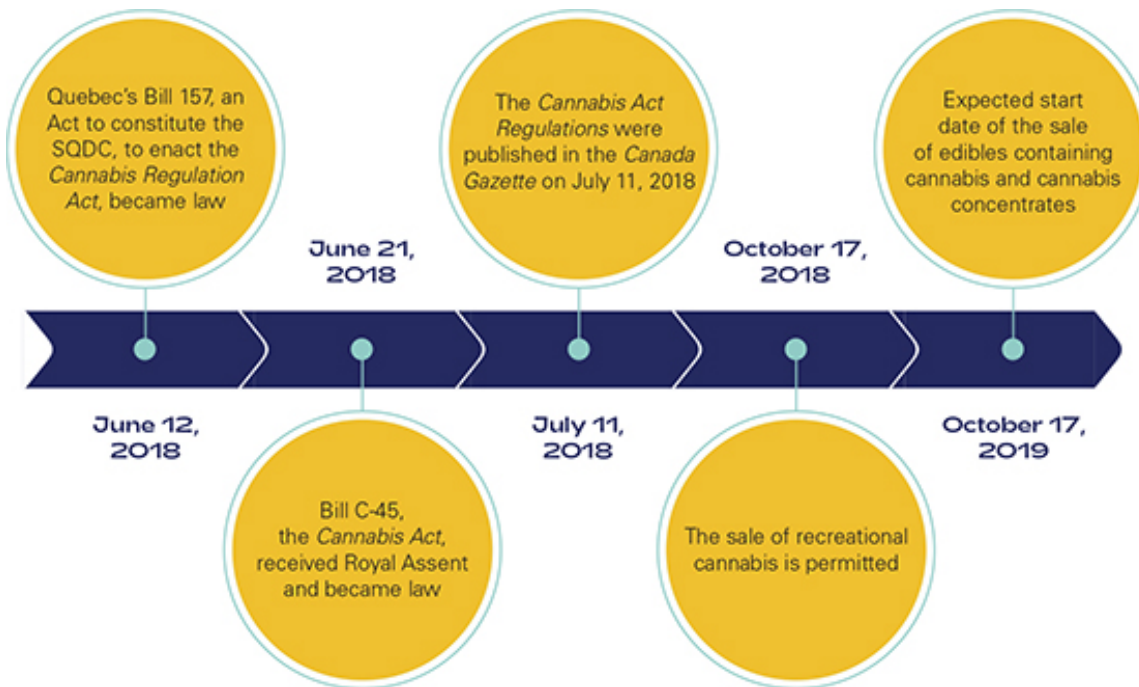 Quebec's Bill 157, an
Act to constitute the
SQDC, to enact the
Cannabis Regulation
Act, became law
June 12,
2018
June 21,
2018
Bill C-45,
the Cannabis Act,
received Royal Assent
and became law
The Cannabis Act
Regulations were
published in the Canada
Gazette on July 11, 2018
July 11,
2018
October 17,
2018
The sale of recreational
cannabis is permitted
Expected start
date of the sale
of edibles containing
cannabis and cannabis
concentrates
October 17,
2019